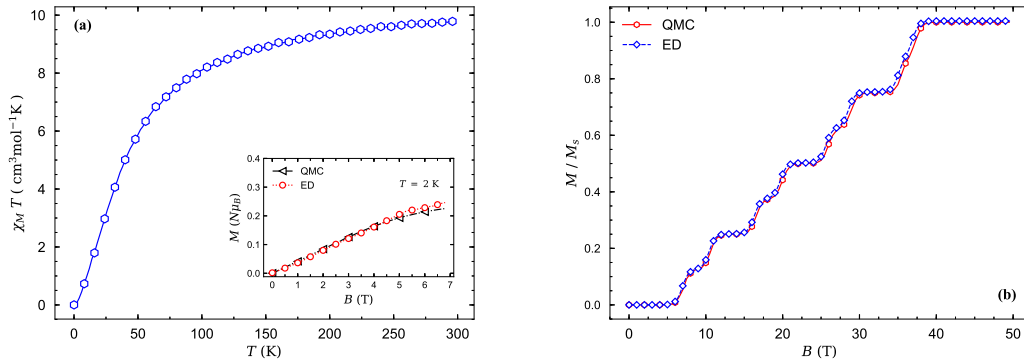 (a)
10
8
6
4
2
0
χ_M T ( cm³mol⁻¹K )
0 50 100 150 200 250 300
T (K)
0.4
0.3
0.2
0.1
0.0
M (Nμ_B)
QMC
ED
T = 2 K
0 1 2 3 4 5 6 7
B (T)
QMC
ED
1.0
0.8
0.6
0.4
0.2
0.0
M / M_s
(b)
0 10 20 30 40 50
B (T)